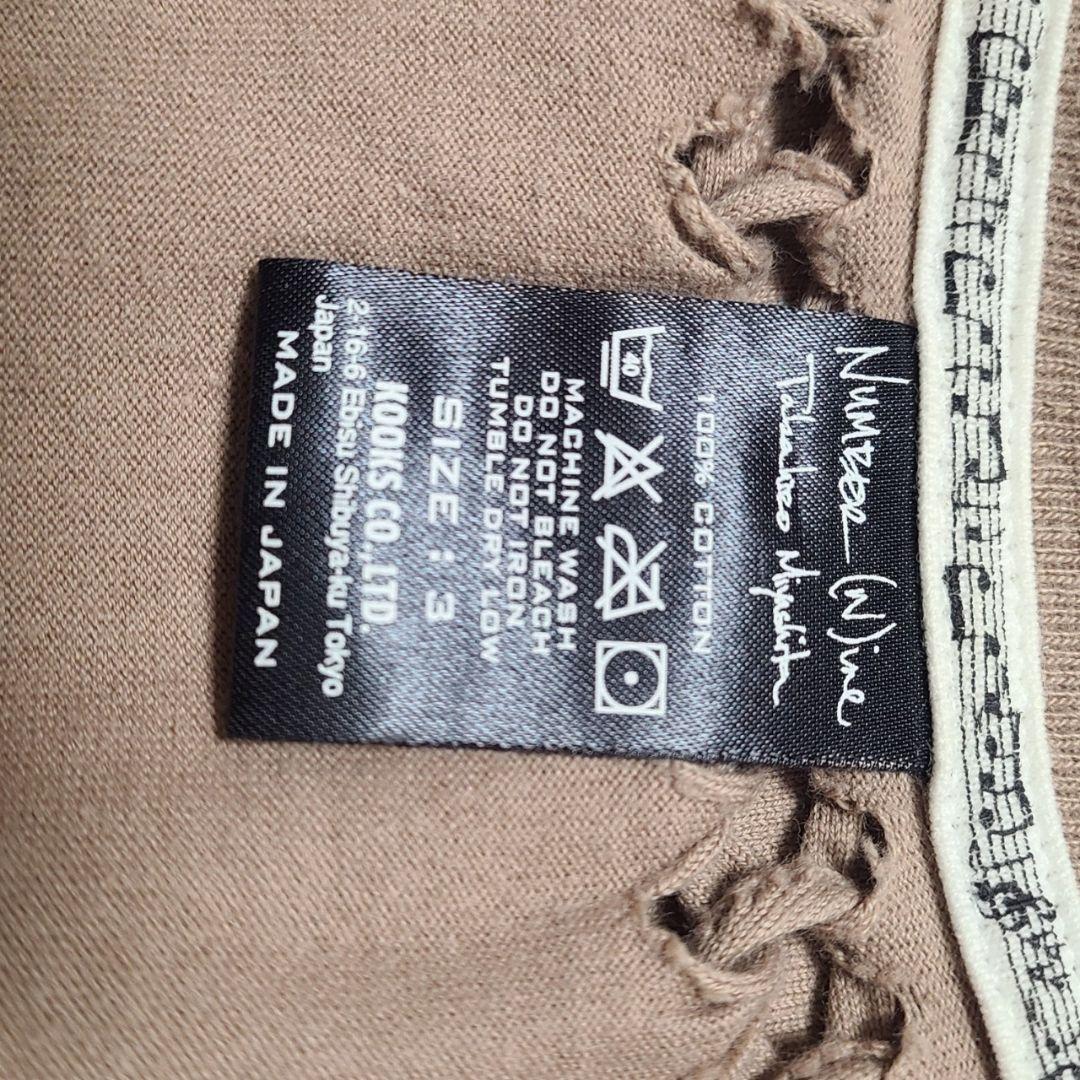 NUMBER (N)ine
Takahiro Miyashita
100% COTTON
40
MACHINE WASH
DO NOT BLEACH
DO NOT IRON
TUMBLE DRY LOW
SIZE : 3
KOOKS CO.,LTD.
2-16-6 Ebisu Shibuya-ku Tokyo
Japan
MADE IN JAPAN